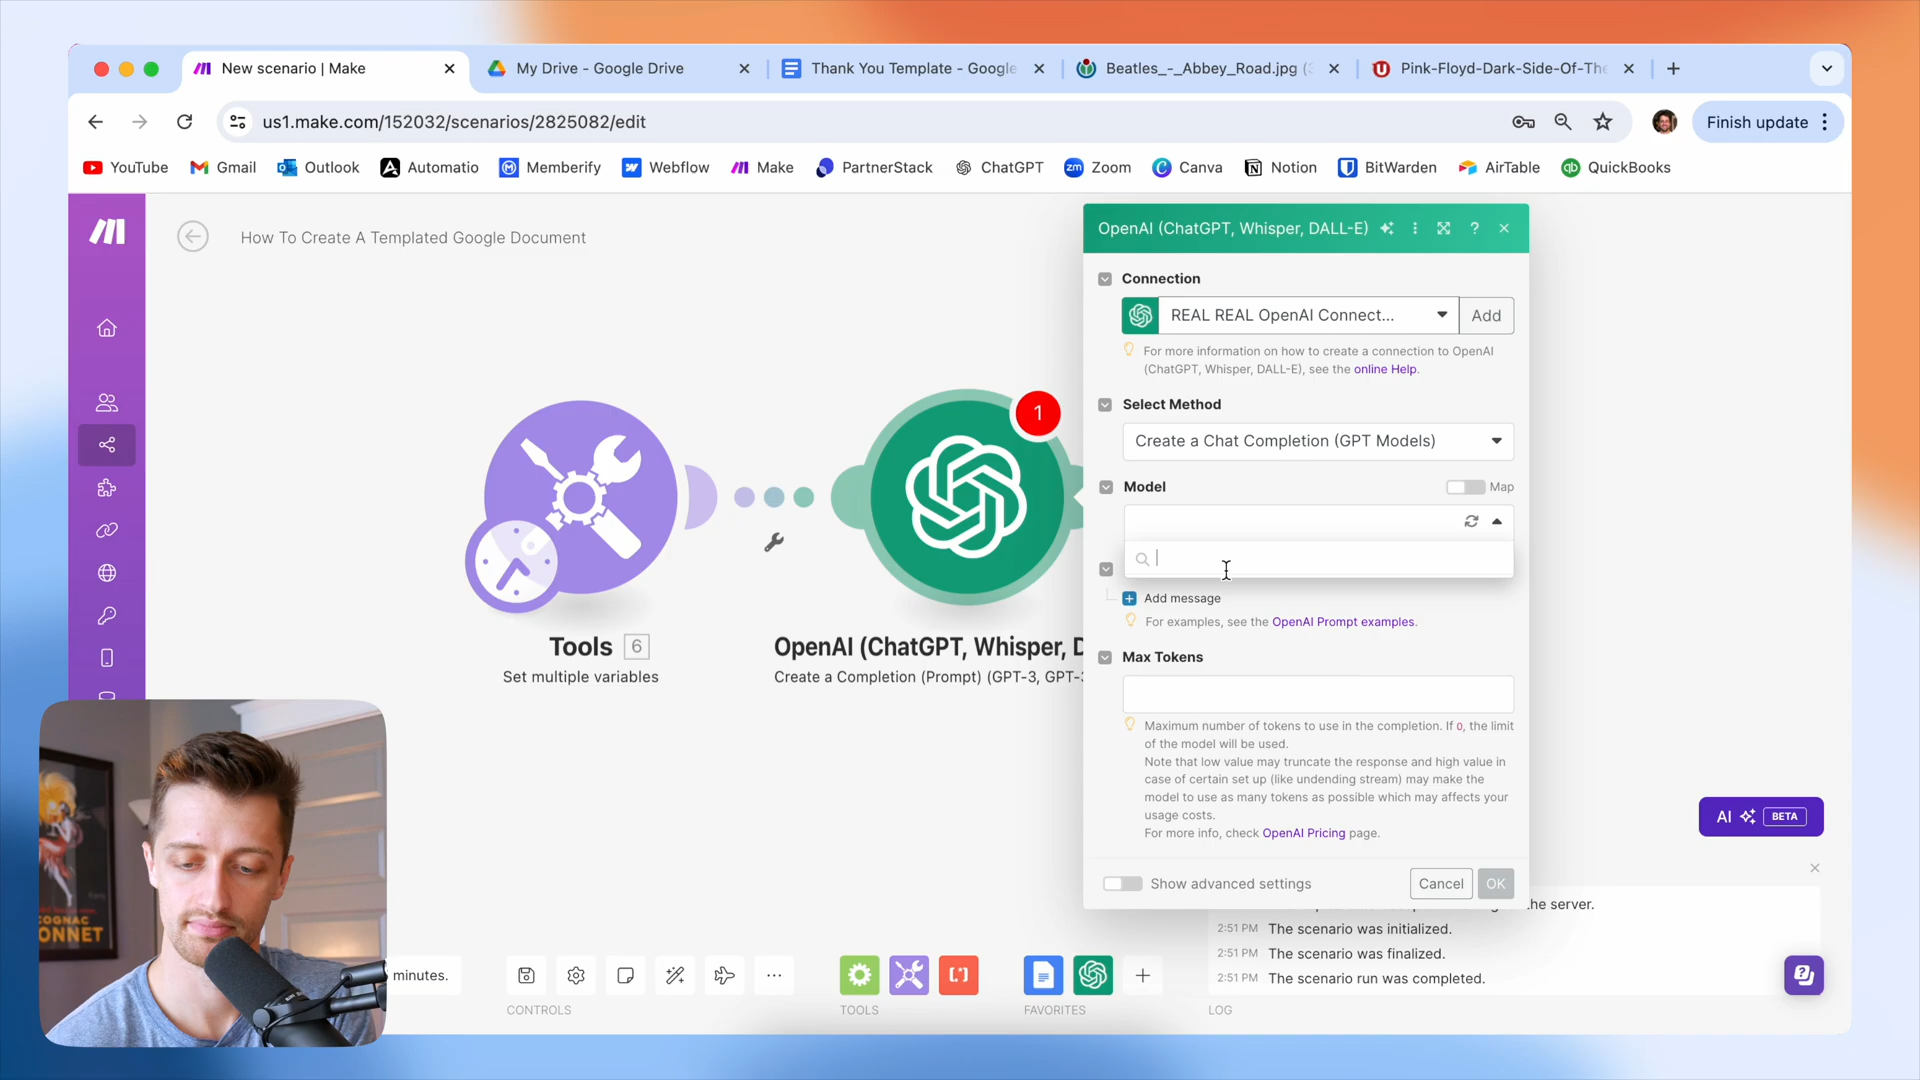 New scenario | Make
My Drive - Google Drive
Thank You Template - Google
Beatles_-_Abbey_Road.jpg (3
Pink-Floyd-Dark-Side-Of-The
us1.make.com/152032/scenarios/2825082/edit
Finish update
YouTube
Gmail
Outlook
Automatio
Memberify
Webflow
Make
PartnerStack
ChatGPT
Zoom
Canva
Notion
BitWarden
AirTable
QuickBooks
How To Create A Templated Google Document
OpenAI (ChatGPT, Whisper, DALL-E)
?
Connection
REAL REAL OpenAI Connect...
Add
For more information on how to create a connection to OpenAI
(ChatGPT, Whisper, DALL-E), see the online Help.
Select Method
Create a Chat Completion (GPT Models)
Model
Map
Add message
For examples, see the OpenAI Prompt examples.
Max Tokens
Maximum number of tokens to use in the completion. If 0, the limit
of the model will be used.
Note that low value may truncate the response and high value in
case of certain set up (like undending stream) may make the
model to use as many tokens as possible which may affects your
usage costs.
For more info, check OpenAI Pricing page.
Show advanced settings
Cancel
OK
1
Tools 6
Set multiple variables
OpenAI (ChatGPT, Whisper, D
Create a Completion (Prompt) (GPT-3, GPT-3
AI BETA
he server.
2:51 PM The scenario was initialized.
2:51 PM The scenario was finalized.
2:51 PM The scenario run was completed.
minutes.
CONTROLS
TOOLS
FAVORITES
LOG
COGNAC
ONNET